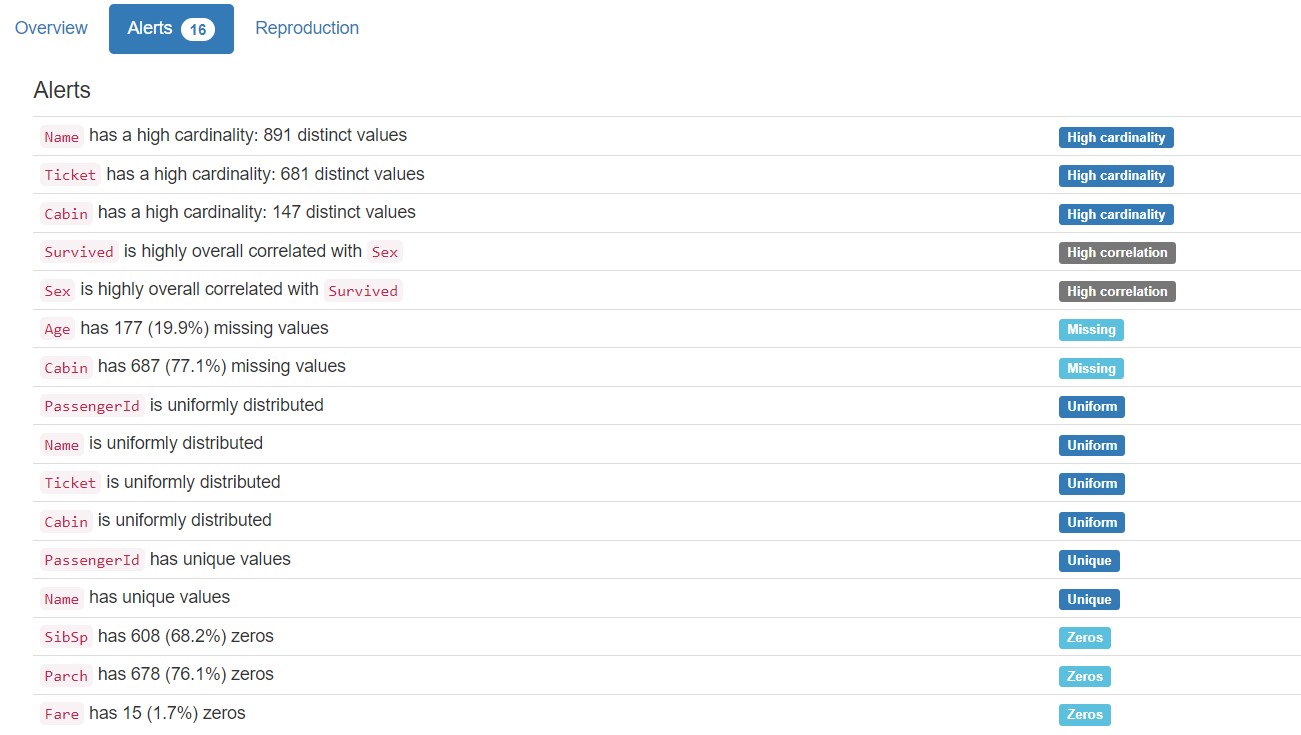 Overview Alerts 16 Reproduction
Alerts
Name has a high cardinality: 891 distinct values High cardinality
Ticket has a high cardinality: 681 distinct values High cardinality
Cabin has a high cardinality: 147 distinct values High cardinality
Survived is highly overall correlated with Sex High correlation
Sex is highly overall correlated with Survived High correlation
Age has 177 (19.9%) missing values Missing
Cabin has 687 (77.1%) missing values Missing
PassengerId is uniformly distributed Uniform
Name is uniformly distributed Uniform
Ticket is uniformly distributed Uniform
Cabin is uniformly distributed Uniform
PassengerId has unique values Unique
Name has unique values Unique
SibSp has 608 (68.2%) zeros Zeros
Parch has 678 (76.1%) zeros Zeros
Fare has 15 (1.7%) zeros Zeros